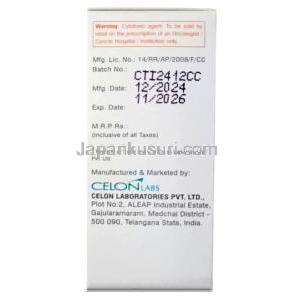 Warning: Cytotoxic agent: To be sold by
retail on the prescription of an Oncologist /
Cancer Hospital / Institution only.
Mfg. Lic. No.: 14/RR/AP/2008/F/CC
Batch No.:
CTI2412CC
Mfg. Date: 12/2024
Exp. Date: 11/2026
M.R.P Rs.:
(Inclusive of all Taxes)
Japankusuri.com
Pvt. Ltd.
Manufactured & Marketed by:
CELON LABS
CELON LABORATORIES PVT. LTD.,
Plot No.2, ALEAP Industrial Estate,
Gajularamaram, Medchal District -
500 090, Telangana State, India.